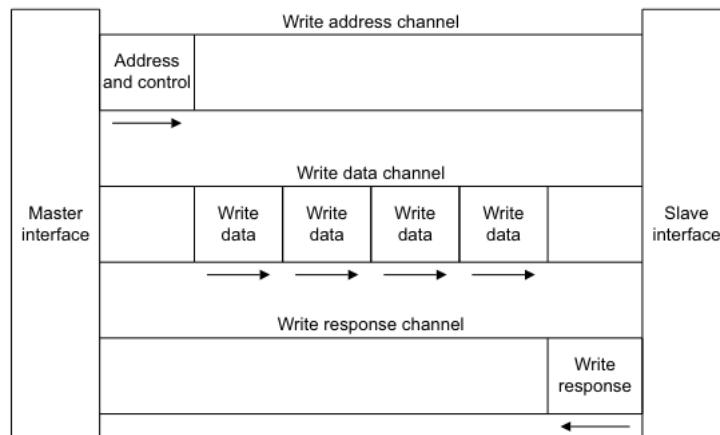 Write address channel
Address
and control
Write data channel
Master
interface
Write
data
Write
data
Write
data
Write
data
Slave
interface
Write response channel
Write
response